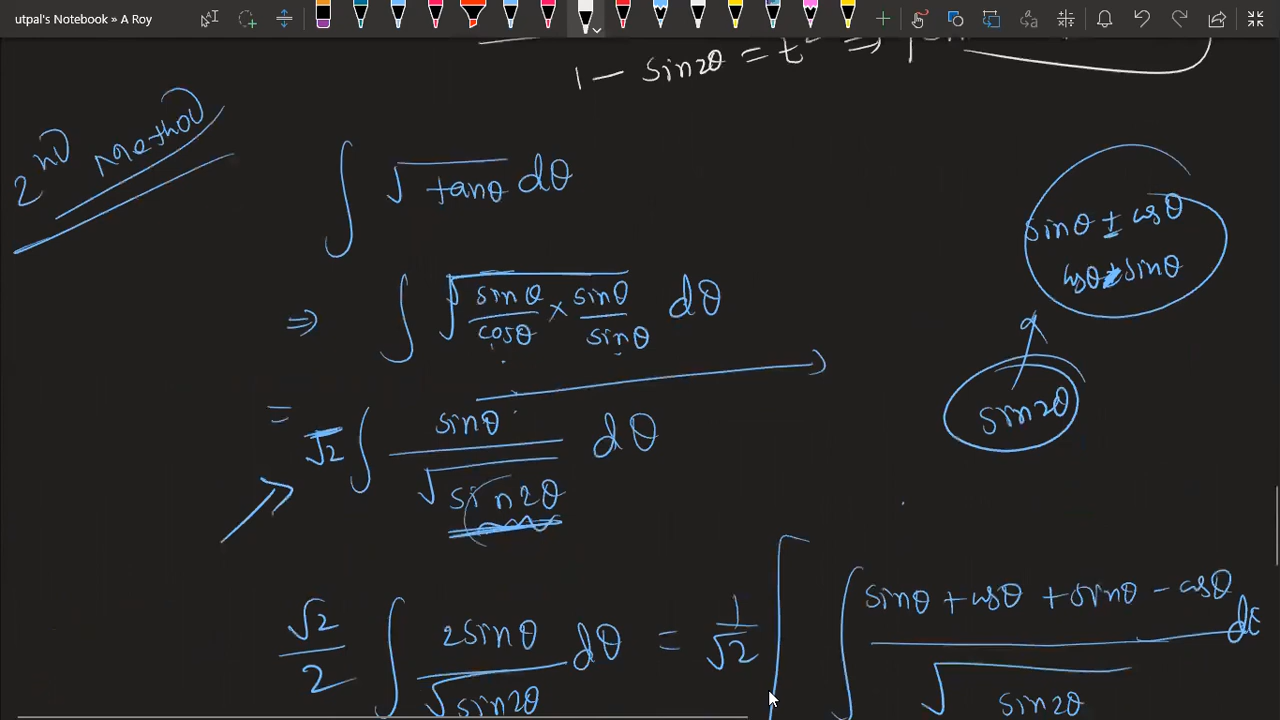 utpal's Notebook » A Roy
1 - sin2θ = t² ⇒
2nd method
∫ √tanθ dθ
sinθ ± cosθ
cosθ - sinθ
⇒ ∫ √(sinθ/cosθ × sinθ/sinθ) dθ
sin2θ
= √2 ∫ sinθ/√sin2θ dθ
√2/2 ∫ 2sinθ/√sin2θ dθ = 1/√2 [ ∫ (sinθ + cosθ + sinθ - cosθ)/√sin2θ dθ